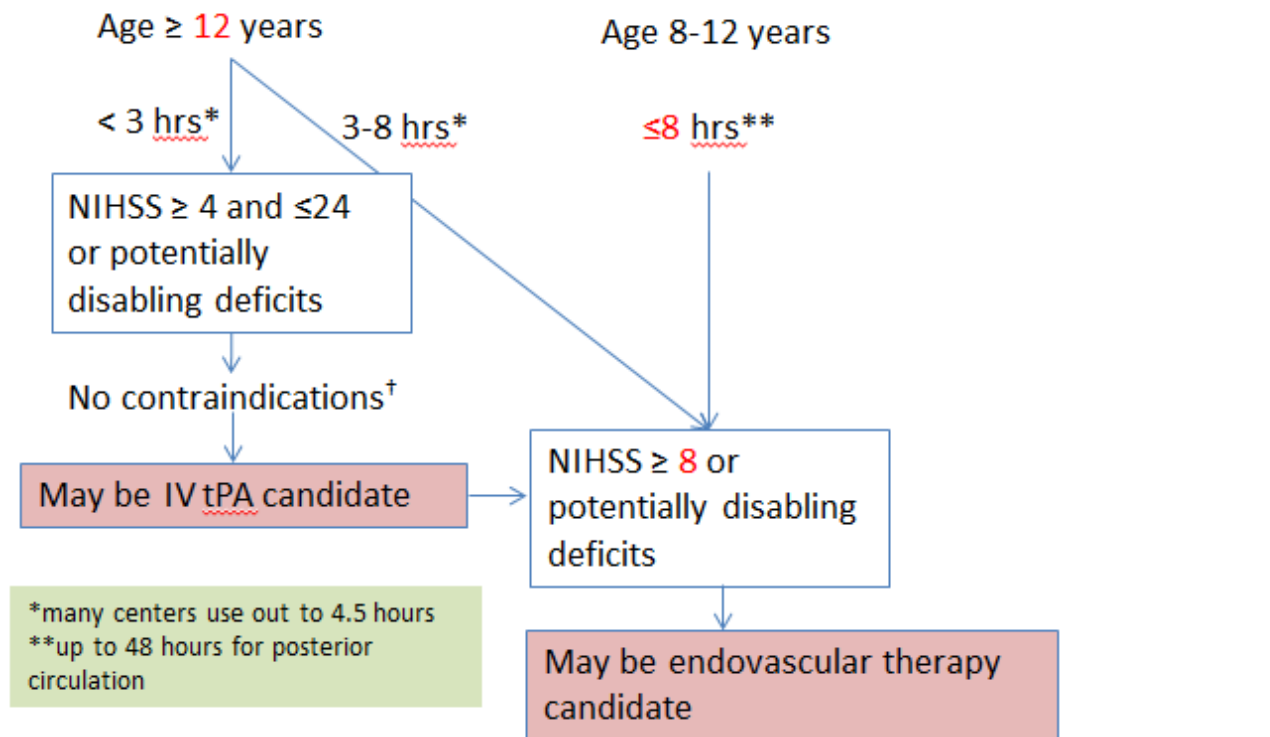 Age ≥ 12 years
Age 8-12 years
< 3 hrs*
3-8 hrs*
≤8 hrs**
NIHSS ≥ 4 and ≤24
or potentially
disabling deficits
No contraindications†
May be IV tPA candidate
NIHSS ≥ 8 or
potentially disabling
deficits
*many centers use out to 4.5 hours
**up to 48 hours for posterior
circulation
May be endovascular therapy
candidate